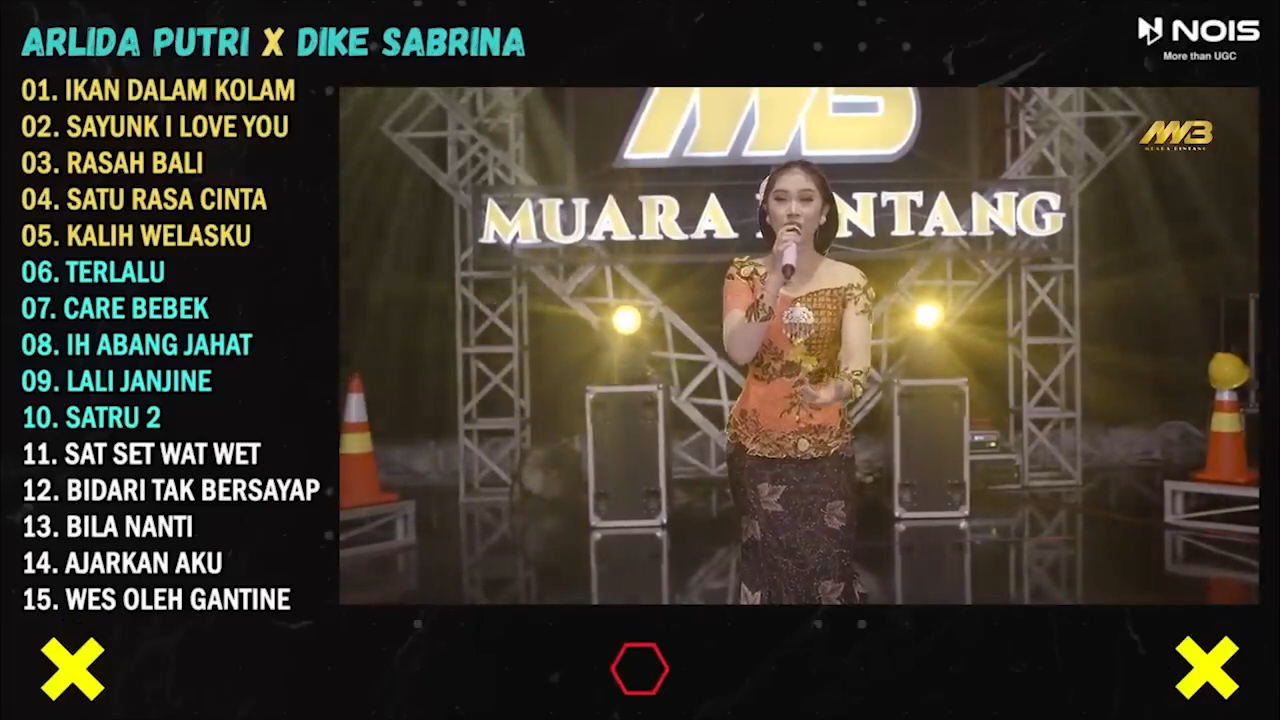 ARLIDA PUTRI X DIKE SABRINA
NOIS
More than UGC
01. IKAN DALAM KOLAM
02. SAYUNK I LOVE YOU
03. RASAH BALI
04. SATU RASA CINTA
05. KALIH WELASKU
06. TERLALU
07. CARE BEBEK
08. IH ABANG JAHAT
09. LALI JANJINE
10. SATRU 2
11. SAT SET WAT WET
12. BIDARI TAK BERSAYAP
13. BILA NANTI
14. AJARKAN AKU
15. WES OLEH GANTINE
MB
MUARA BINTANG
MB
MUARA BINTANG